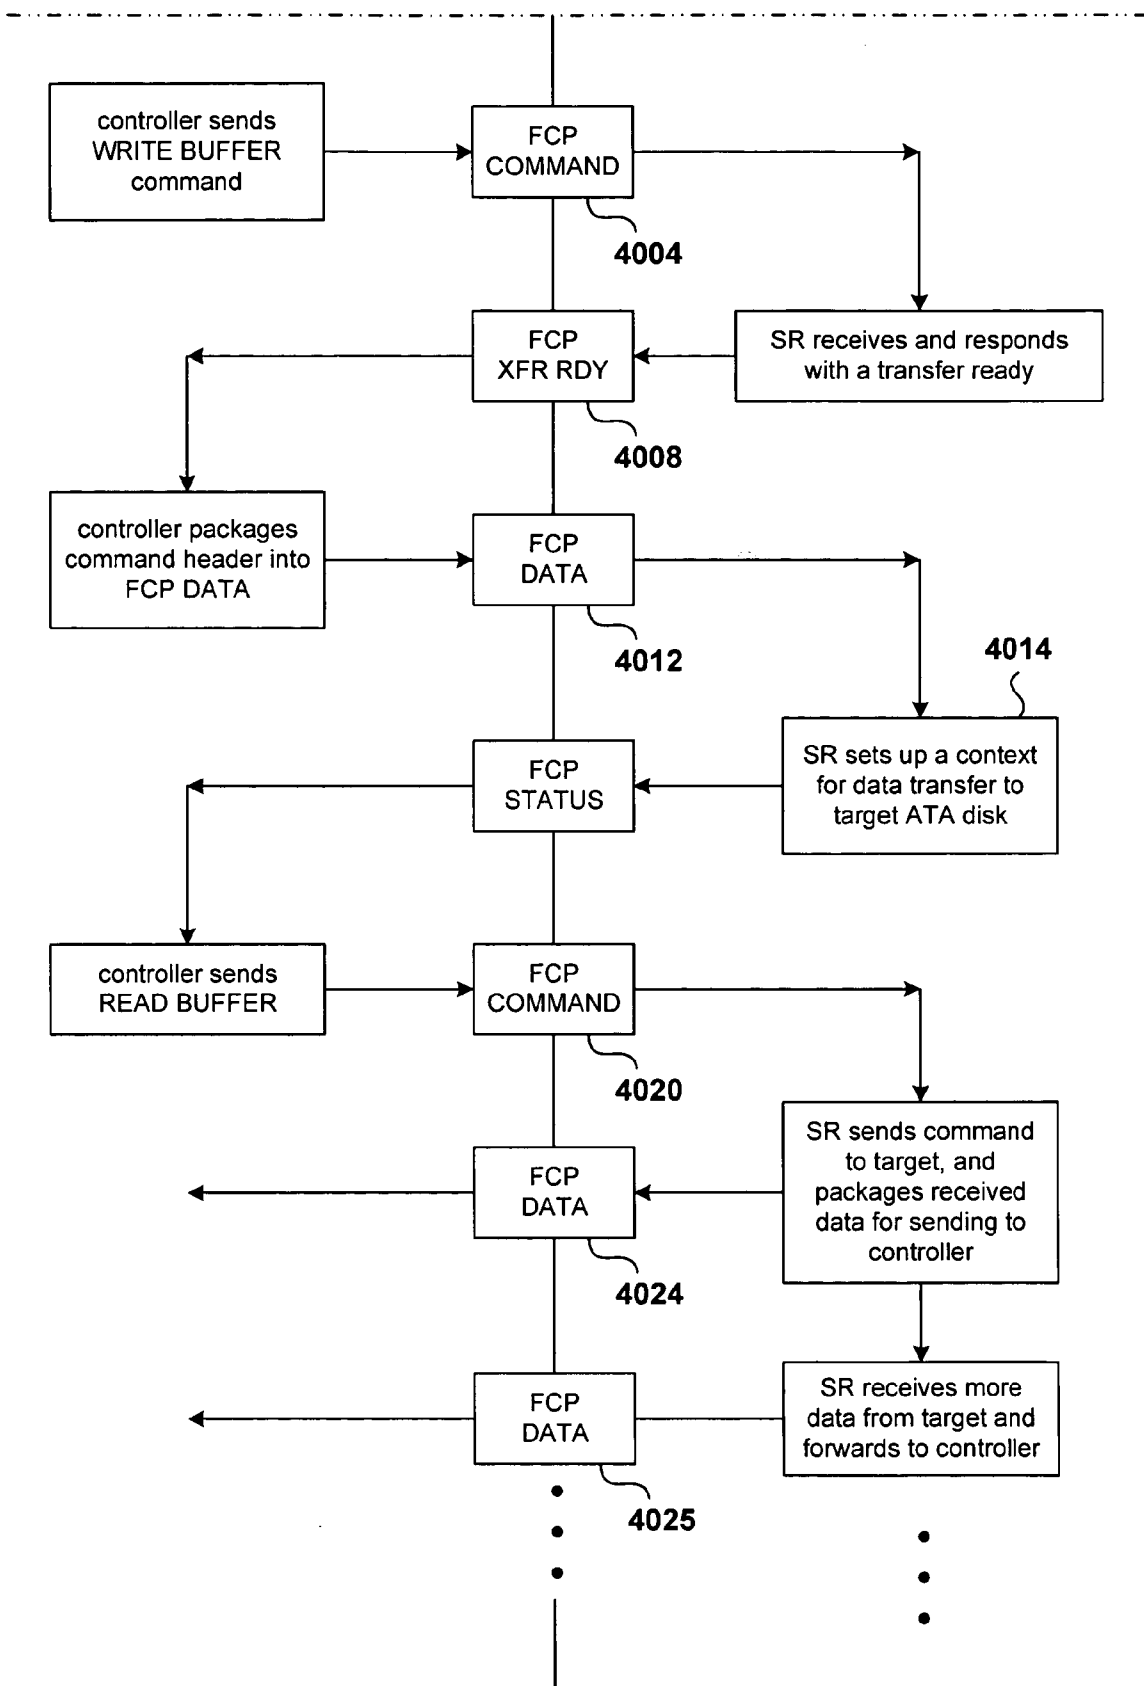 controller sends
WRITE BUFFER
command
FCP
COMMAND
4004
FCP
XFR RDY
4008
SR receives and responds
with a transfer ready
controller packages
command header into
FCP DATA
FCP
DATA
4012
4014
SR sets up a context
for data transfer to
target ATA disk
FCP
STATUS
controller sends
READ BUFFER
FCP
COMMAND
4020
SR sends command
to target, and
packages received
data for sending to
controller
FCP
DATA
4024
SR receives more
data from target and
forwards to controller
FCP
DATA
4025